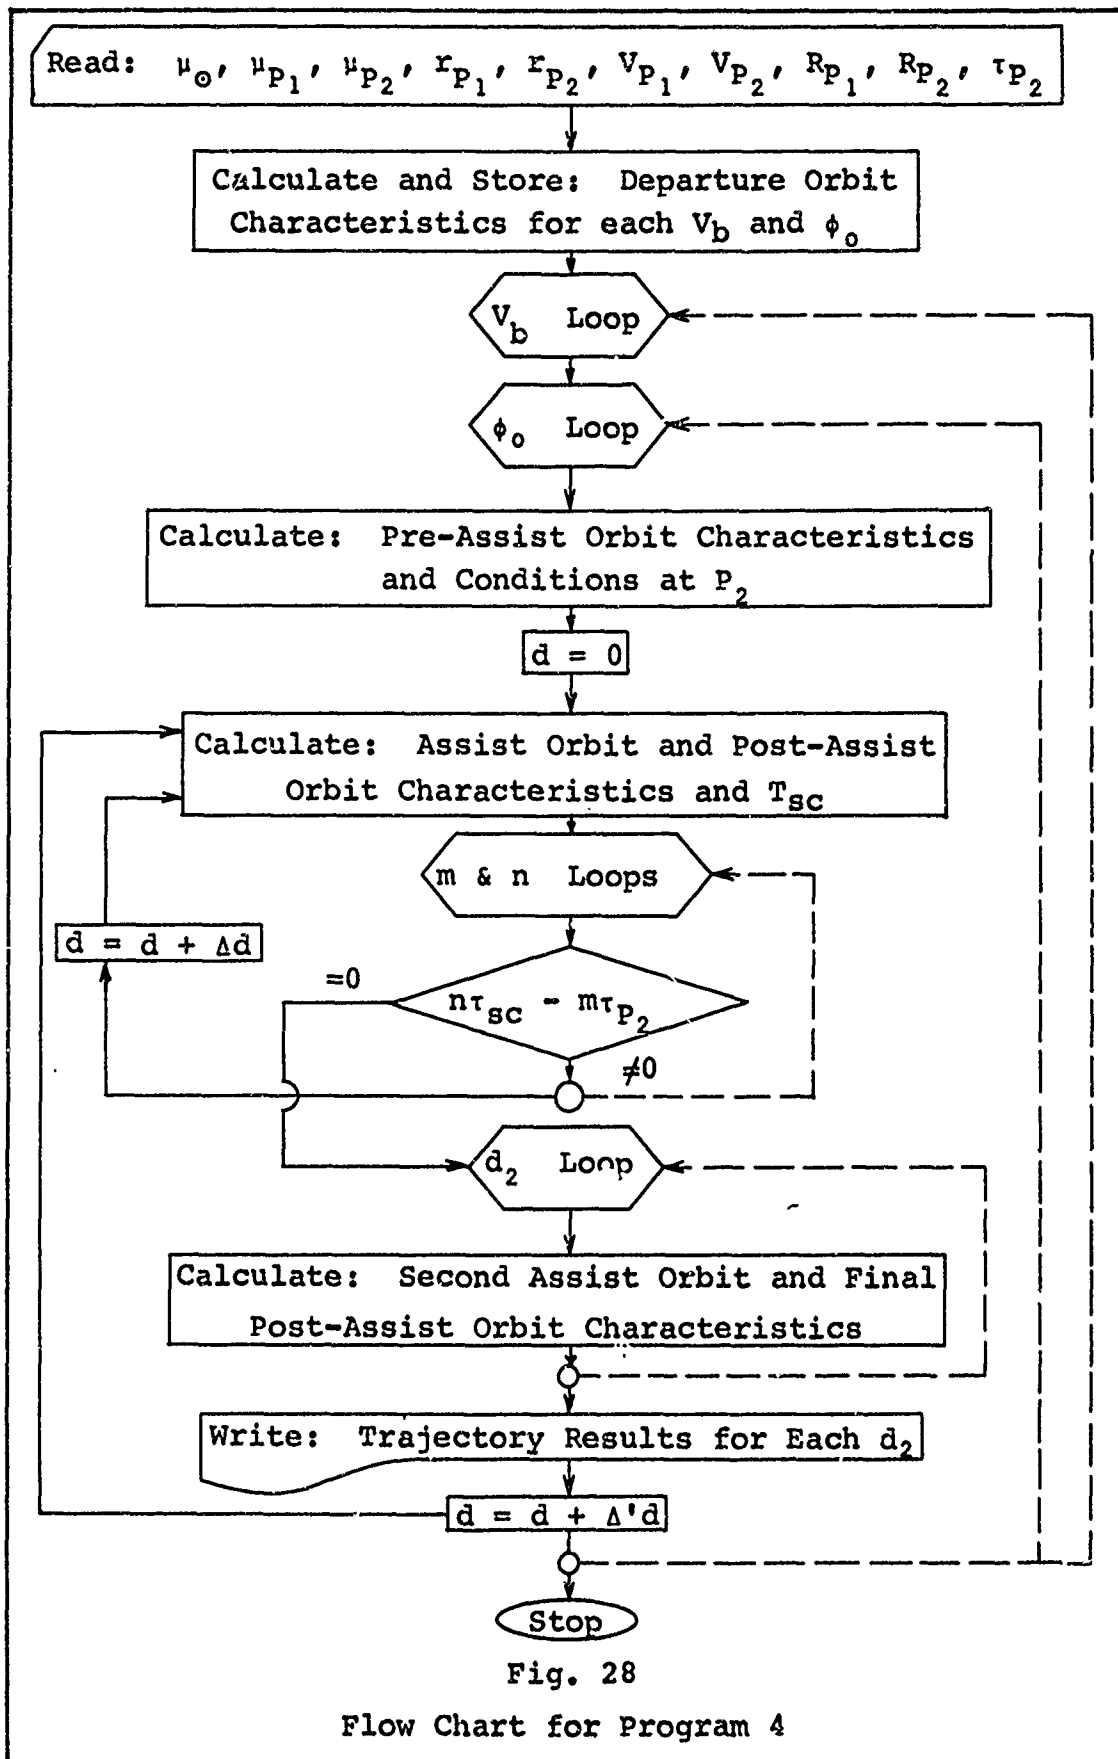 Read: μ⊙, μP₁, μP₂, rP₁, rP₂, VP₁, VP₂, RP₁, RP₂, τP₂
Calculate and Store: Departure Orbit
Characteristics for each Vb and ϕo
Vb Loop
ϕo Loop
Calculate: Pre-Assist Orbit Characteristics
and Conditions at P₂
d = 0
Calculate: Assist Orbit and Post-Assist
Orbit Characteristics and Tsc
m & n Loops
d = d + Δd
=0
nτsc - mτP₂
≠0
d₂ Loop
Calculate: Second Assist Orbit and Final
Post-Assist Orbit Characteristics
Write: Trajectory Results for Each d₂
d = d + Δ'd
Stop
Fig. 28
Flow Chart for Program 4